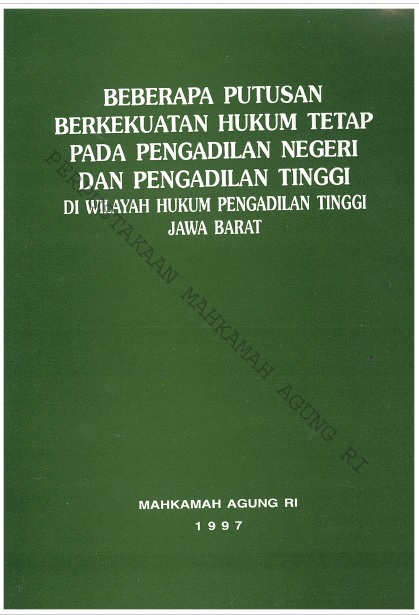 BEBERAPA PUTUSAN
BERKEKUATAN HUKUM TETAP
PADA PENGADILAN NEGERI
DAN PENGADILAN TINGGI
DI WILAYAH HUKUM PENGADILAN TINGGI
JAWA BARAT
PERPUSTAKAAN MAHKAMAH AGUNG RI
MAHKAMAH AGUNG RI
1997